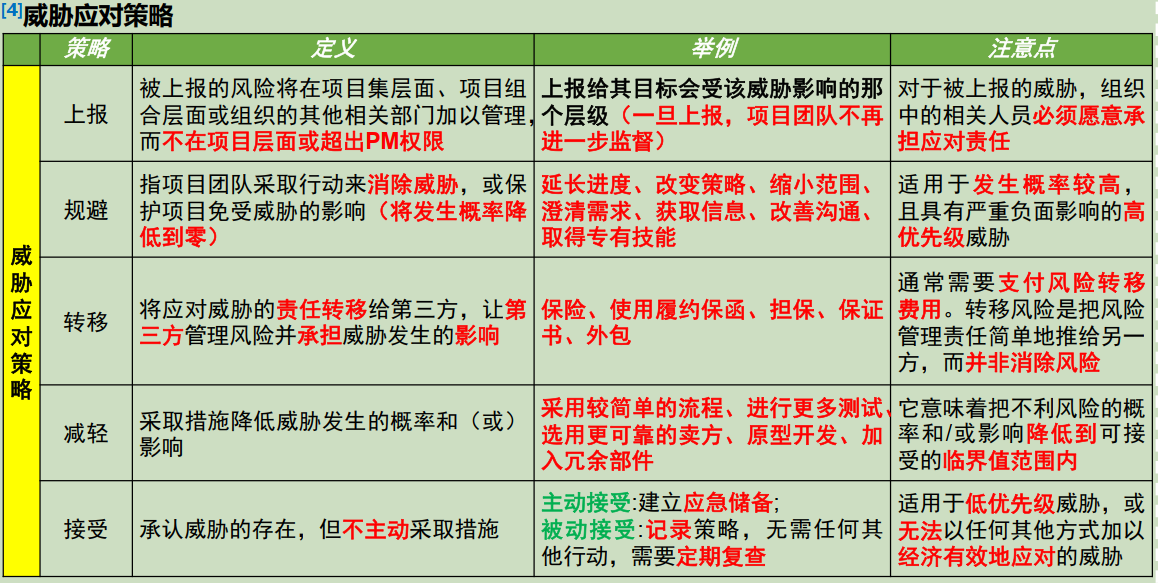 [4]威胁应对策略
策略 定义 举例 注意点
威胁应对策略
上报
被上报的风险将在项目集层面、项目组
合层面或组织的其他相关部门加以管理,
而不在项目层面或超出PM权限
上报给其目标会受该威胁影响的那
个层级（一旦上报，项目团队不再
进一步监督）
对于被上报的威胁，组织
中的相关人员必须愿意承
担应对责任
规避
指项目团队采取行动来消除威胁，或保
护项目免受威胁的影响（将发生概率降
低到零）
延长进度、改变策略、缩小范围、
澄清需求、获取信息、改善沟通、
取得专有技能
适用于发生概率较高，
且具有严重负面影响的高
优先级威胁
转移
将应对威胁的责任转移给第三方，让第
三方管理风险并承担威胁发生的影响
保险、使用履约保函、担保、保证
书、外包
通常需要支付风险转移
费用。转移风险是把风险
管理责任简单地推给另一
方，而并非消除风险
减轻
采取措施降低威胁发生的概率和（或）
影响
采用较简单的流程、进行更多测试、
选用更可靠的卖方、原型开发、加
入冗余部件
它意味着把不利风险的概
率和/或影响降低到可接
受的临界值范围内
接受
承认威胁的存在，但不主动采取措施
主动接受:建立应急储备;
被动接受:记录策略，无需任何其
他行动，需要定期复查
适用于低优先级威胁，或
无法以任何其他方式加以
经济有效地应对的威胁